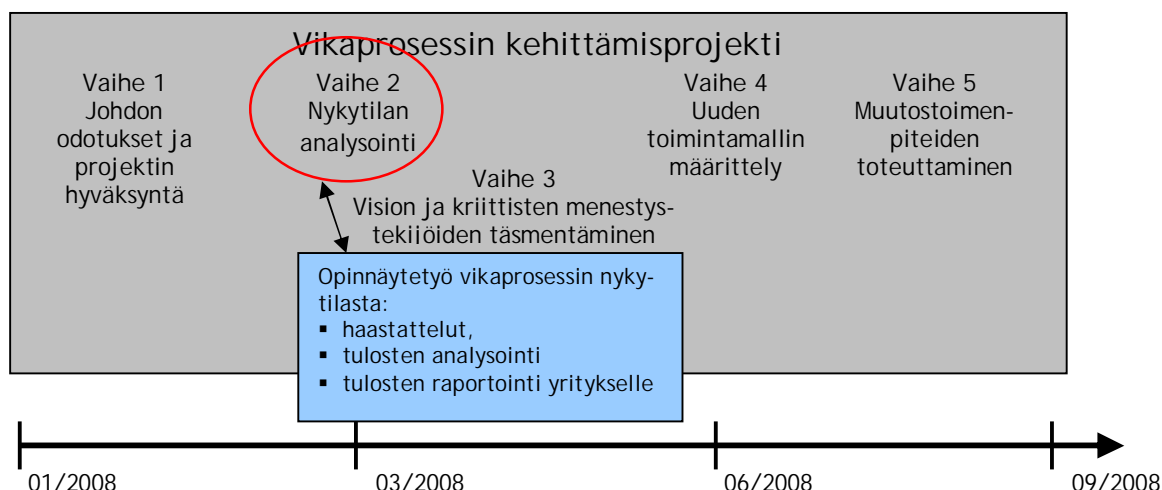 Vikaprosessin kehittämisprojekti
Vaihe 1
Johdon
odotukset ja
projektin
hyväksyntä
Vaihe 2
Nykytilan
analysointi
Vaihe 3
Vision ja kriittisten menestys-
tekijöiden täsmentäminen
Vaihe 4
Uuden
toimintamallin
määrittely
Vaihe 5
Muutostoimen-
piteiden
toteuttaminen
Opinnäytetyö vikaprosessin nyky-
tilasta:
▪ haastattelut,
▪ tulosten analysointi
▪ tulosten raportointi yritykselle
01/2008
03/2008
06/2008
09/2008